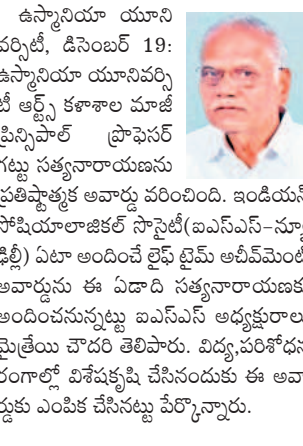 ఉస్మానియా యూని
వర్సిటీ, డిసెంబర్ 19:
ఉస్మానియా యూనివర్సి
టీ ఆర్ట్స్ కళాశాల మాజీ
ప్రిన్సిపాల్ ప్రొఫెసర్
గట్టు సత్యనారాయణను
ప్రతిష్టాత్మక అవార్డు వరించింది. ఇండియన్
సోషియాలాజికల్ సొసైటీ(ఐఎస్ఎస్-న్యూ
ఢిల్లీ) ఏటా అందించే లైఫ్ టైమ్ అచీవ్‌మెంట్
అవార్డును ఈ ఏడాది సత్యనారాయణకు
అందించనున్నట్టు ఐఎస్ఎస్ అధ్యక్షురాలు
మైత్రేయి చౌదరి తెలిపారు. విద్య,పరిశోధన
రంగాల్లో విశేషకృషి చేసినందుకు ఈ అవా
ర్డుకు ఎంపిక చేసినట్టు పేర్కొన్నారు.